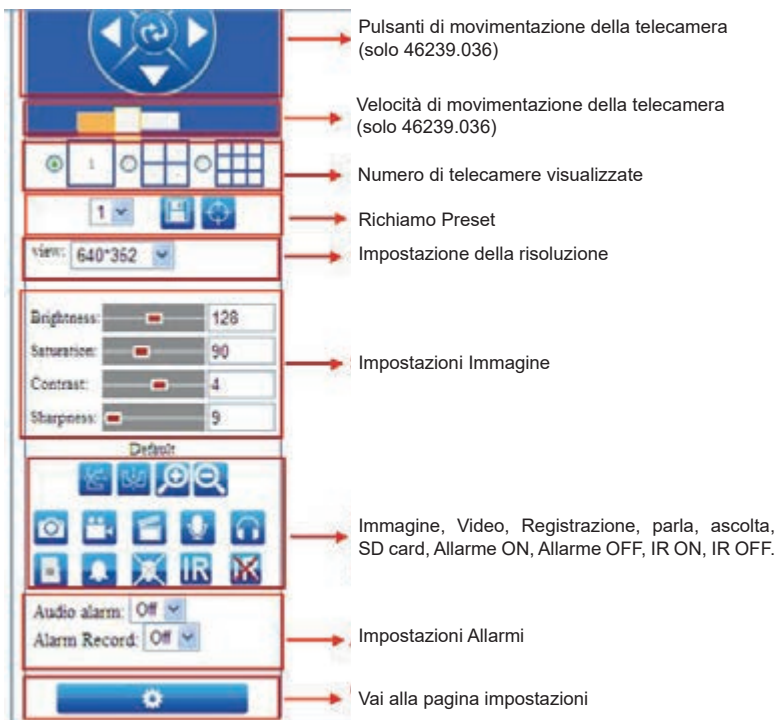 Pulsanti di movimentazione della telecamera
(solo 46239.036)
Velocità di movimentazione della telecamera
(solo 46239.036)
1
Numero di telecamere visualizzate
1
Richiamo Preset
view: 640*352
Impostazione della risoluzione
Brightness: 128
Saturation: 90
Contrast: 4
Sharpness: 9
Impostazioni Immagine
Default
IR IR
Immagine, Video, Registrazione, parla, ascolta,
SD card, Allarme ON, Allarme OFF, IR ON, IR OFF.
Audio alarm: Off
Alarm Record: Off
Impostazioni Allarmi
Vai alla pagina impostazioni